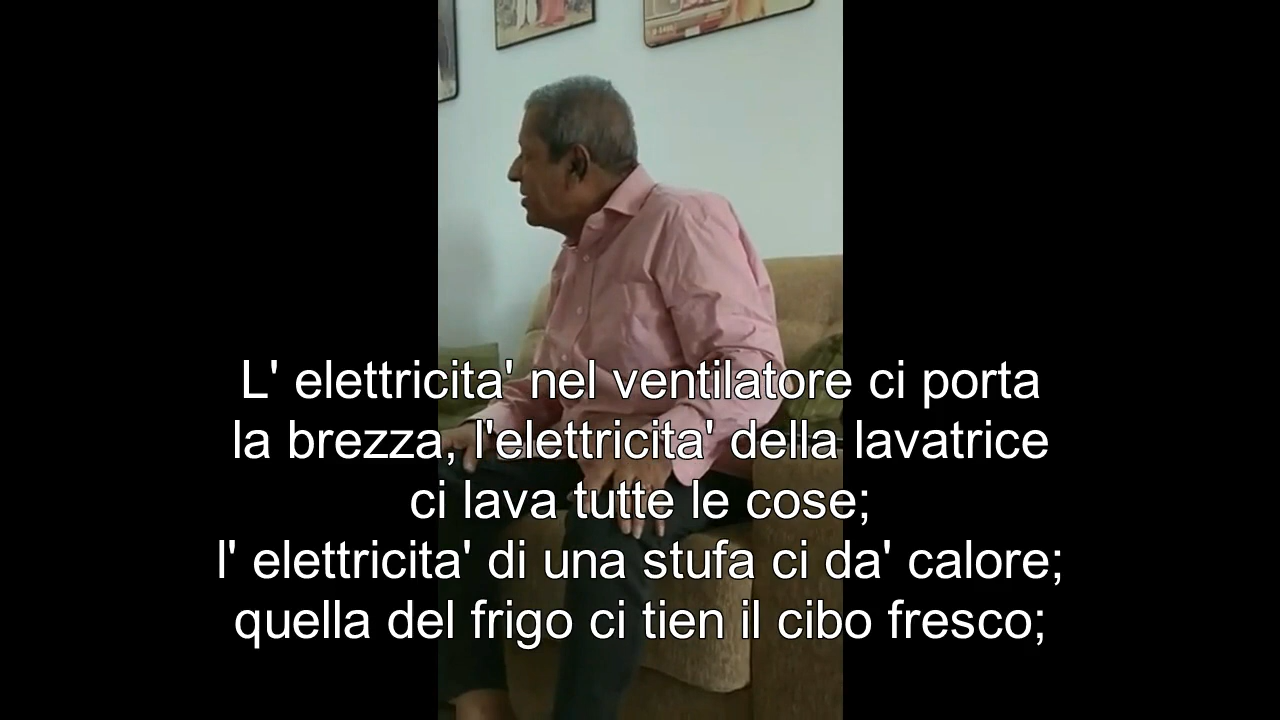 L' elettricita' nel ventilatore ci porta
la brezza, l'elettricita' della lavatrice
ci lava tutte le cose;
l' elettricita' di una stufa ci da' calore;
quella del frigo ci tien il cibo fresco;